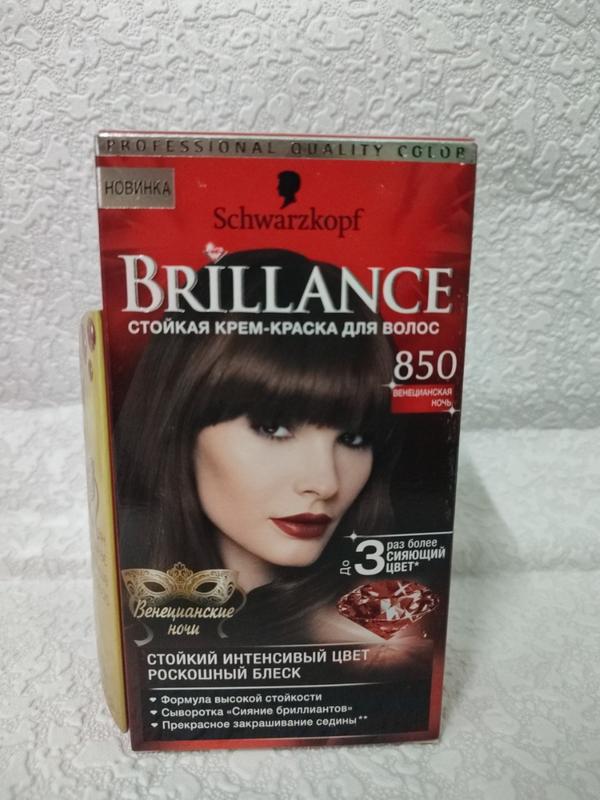 PROFESSIONAL QUALITY COLOR
НОВИНКА
Schwarzkopf
BRILLANCE
СТОЙКАЯ КРЕМ-КРАСКА ДЛЯ ВОЛОС
850
ВЕНЕЦИАНСКАЯ
НОЧЬ
До 3 раз более
СИЯЮЩИЙ
ЦВЕТ*
Венецианские
ночи
СТОЙКИЙ ИНТЕНСИВНЫЙ ЦВЕТ
РОСКОШНЫЙ БЛЕСК
Формула высокой стойкости
Сыворотка «Сияние бриллиантов»
Прекрасное закрашивание седины**